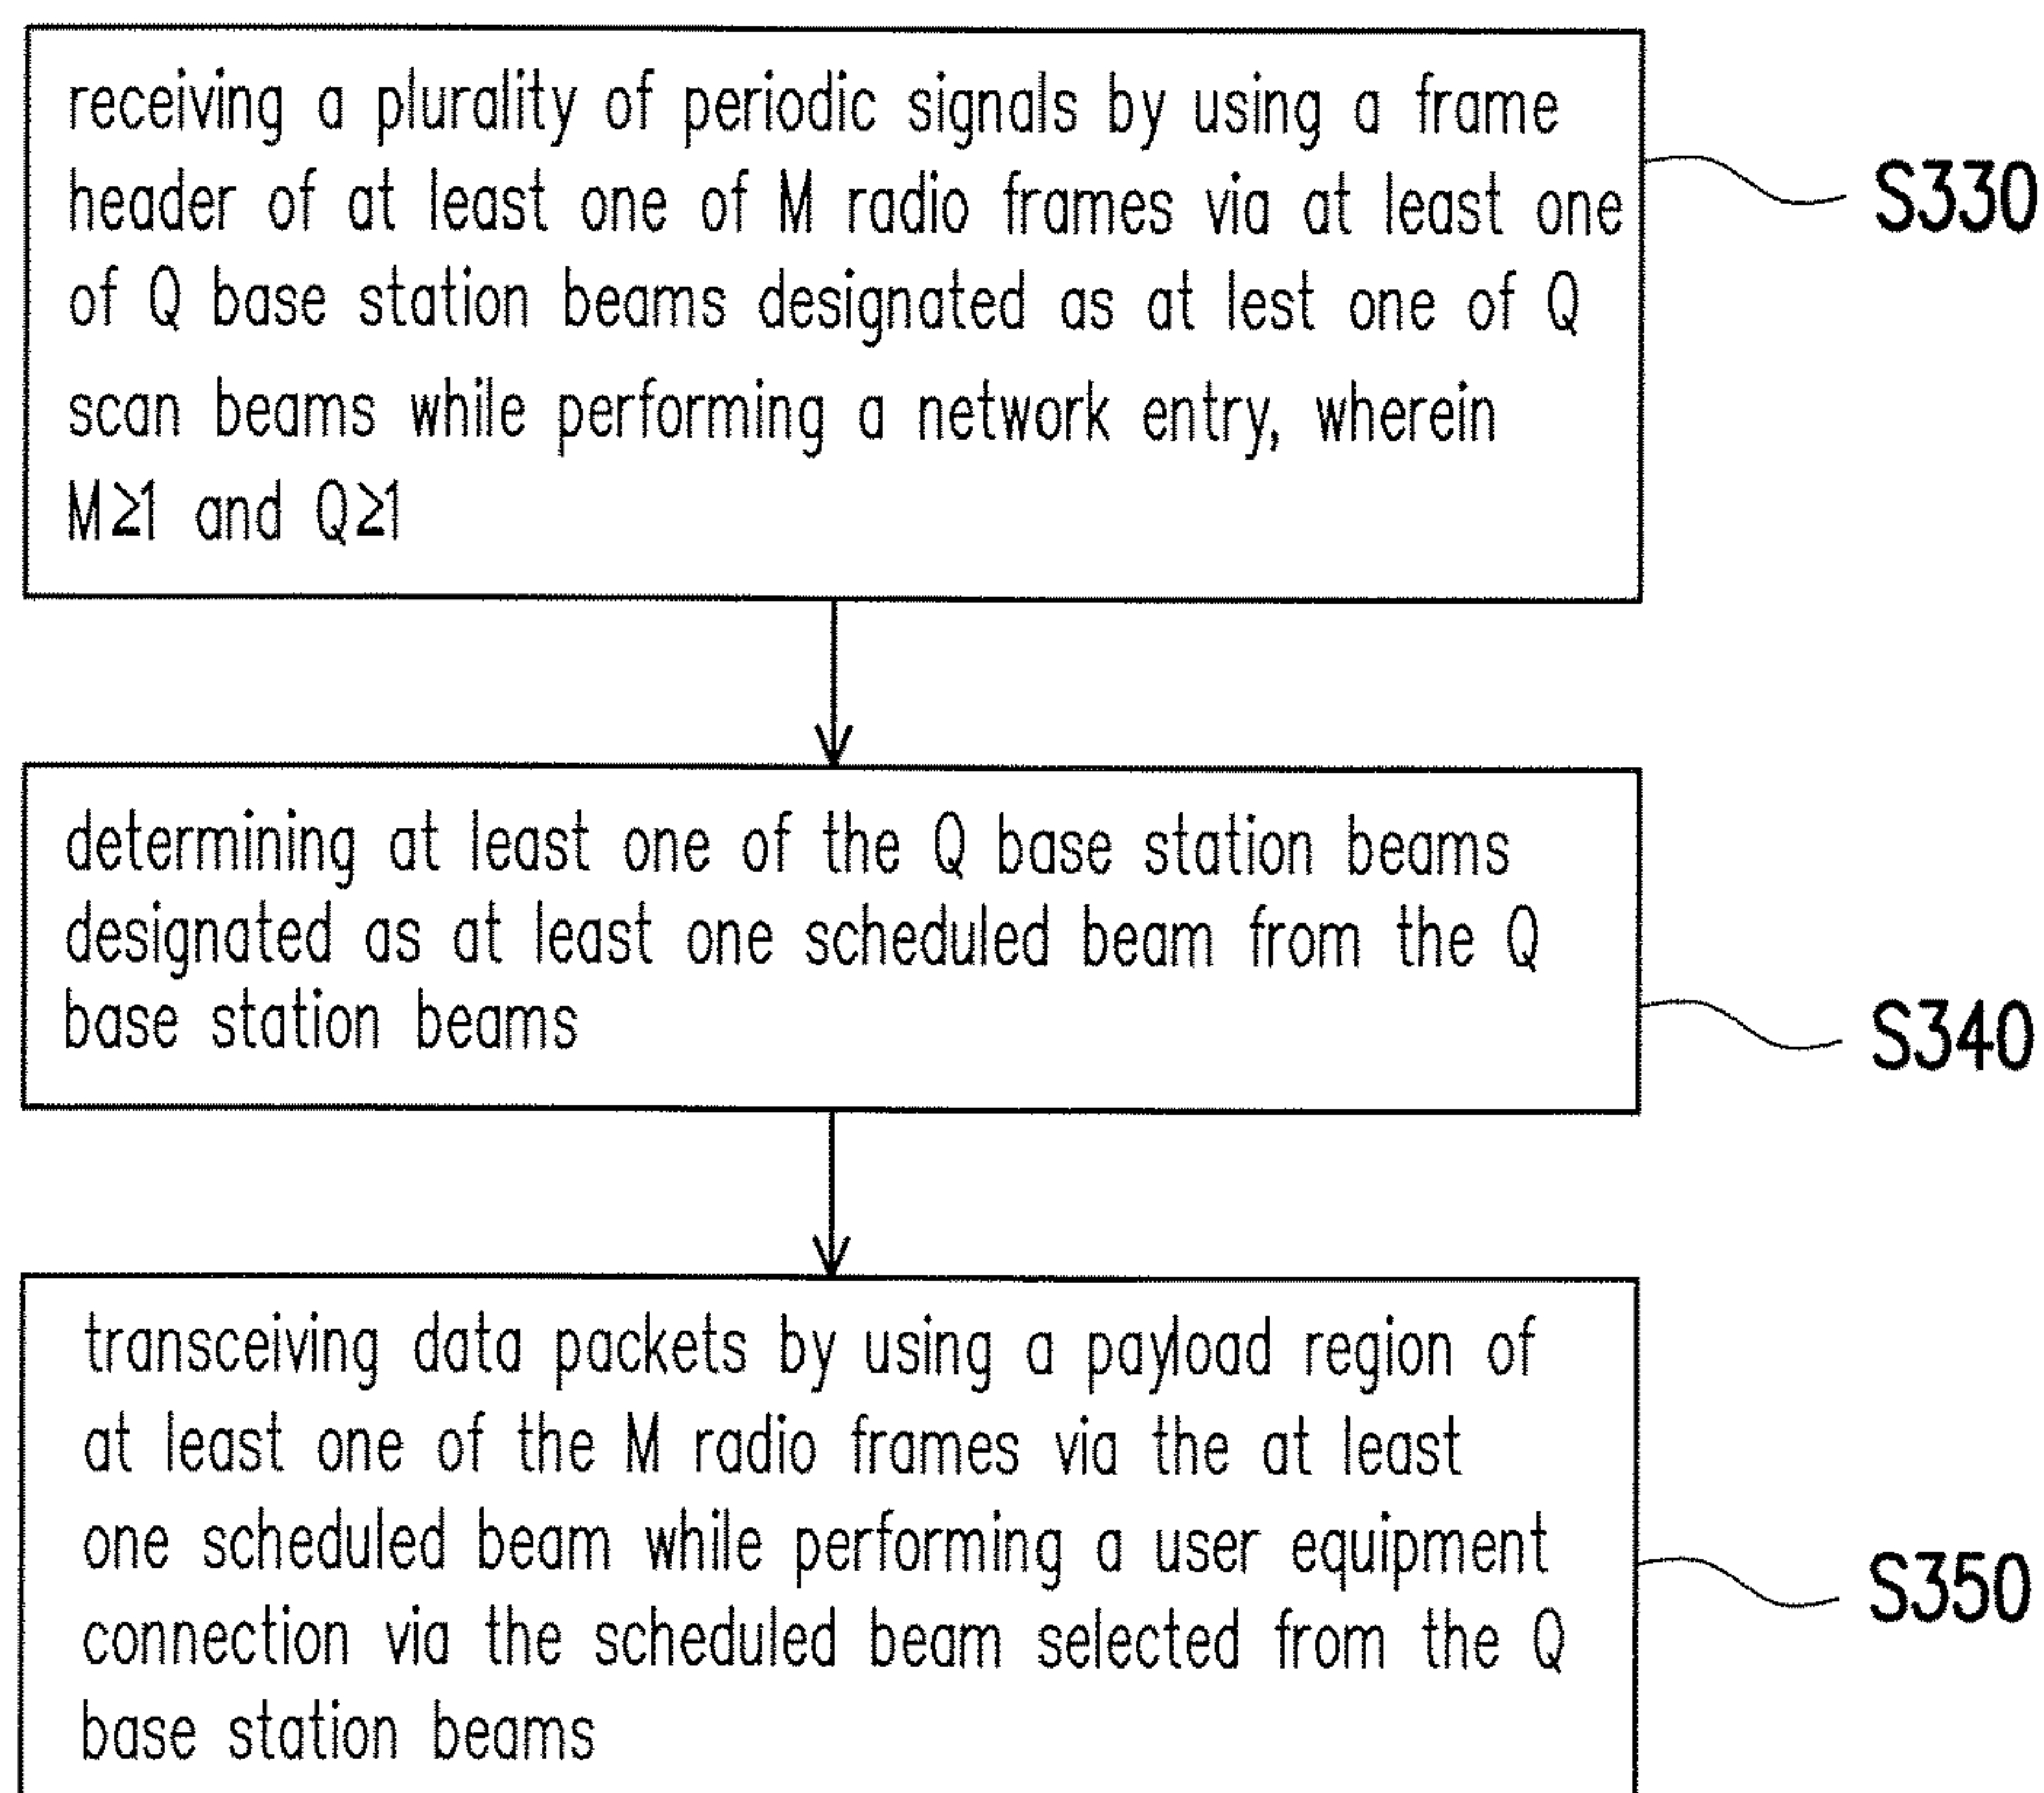 receiving a plurality of periodic signals by using a frame
header of at least one of M radio frames via at least one
of Q base station beams designated as at lest one of Q
scan beams while performing a network entry, wherein
M≥1 and Q≥1
S330
determining at least one of the Q base station beams
designated as at least one scheduled beam from the Q
base station beams
S340
transceiving data packets by using a payload region of
at least one of the M radio frames via the at least
one scheduled beam while performing a user equipment
connection via the scheduled beam selected from the Q
base station beams
S350